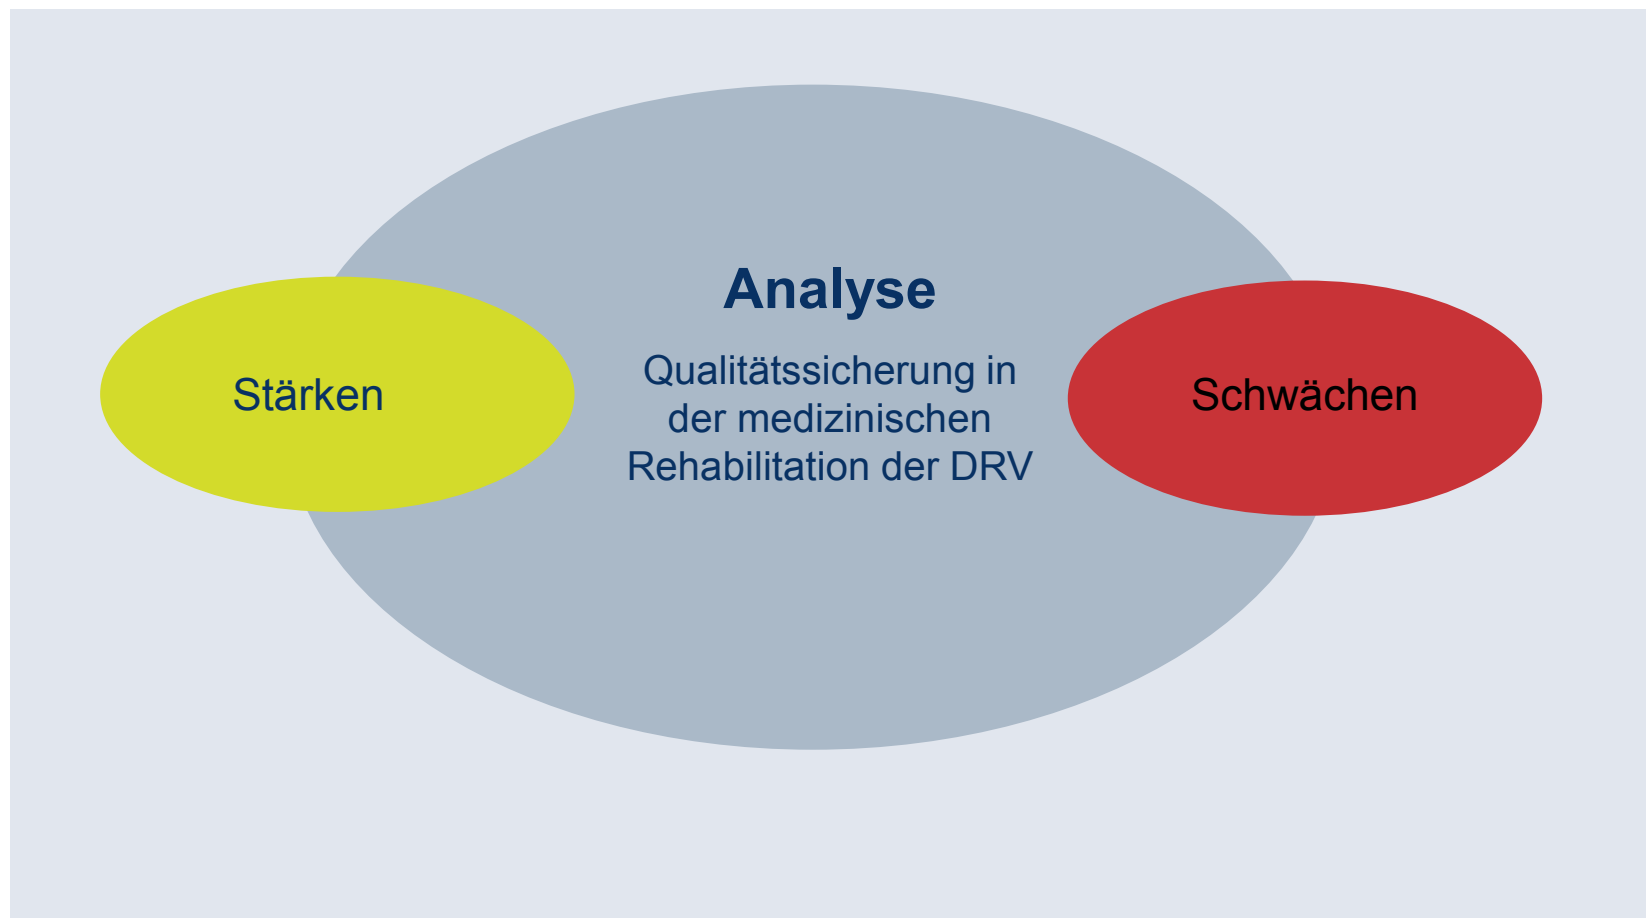 Analyse
Stärken
Qualitätssicherung in
der medizinischen
Rehabilitation der DRV
Schwächen